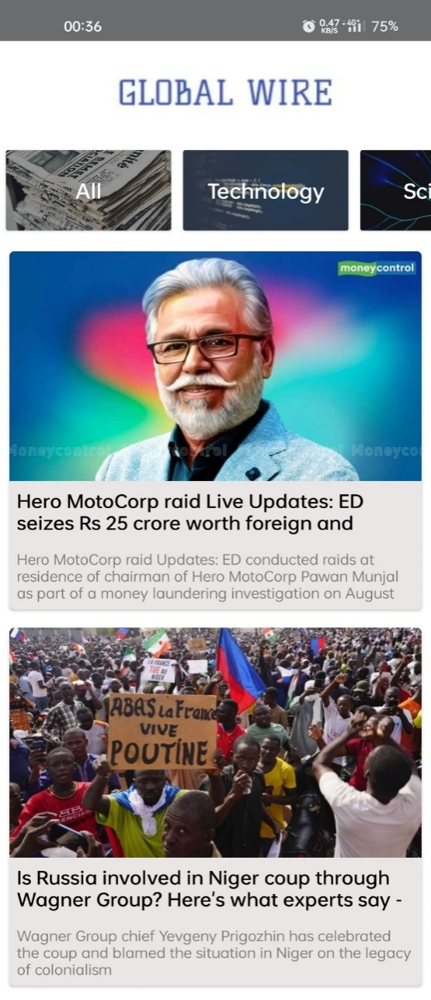 00:36
0.47 KB/S 4G+ 75%
GLOBAL WIRE
All
Technology
Sci
moneycontrol
Moneycontrol
Hero MotoCorp raid Live Updates: ED
seizes Rs 25 crore worth foreign and
Hero MotoCorp raid Updates: ED conducted raids at
residence of chairman of Hero MotoCorp Pawan Munjal
as part of a money laundering investigation on August
LA FRANCE
TUE AU
NIGER
ABAS la France
VIVE
POUTINE
Is Russia involved in Niger coup through
Wagner Group? Here's what experts say -
Wagner Group chief Yevgeny Prigozhin has celebrated
the coup and blamed the situation in Niger on the legacy
of colonialism